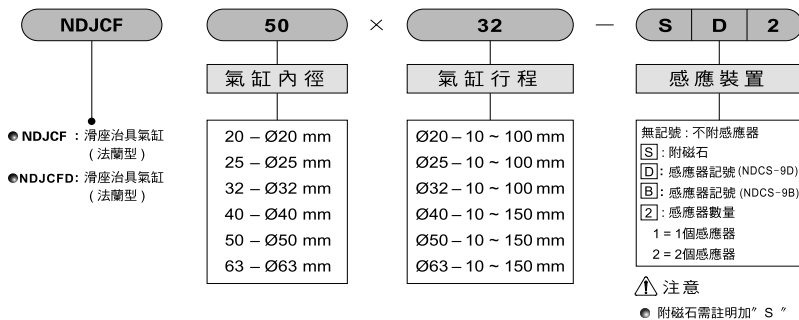 NDJCF 50 × 32 — S D 2
氣缸內徑
氣缸行程
感應裝置
NDJCF : 滑座治具氣缸
(法蘭型)
NDJCFD: 滑座治具氣缸
(法蘭型)
20 – Ø20 mm
25 – Ø25 mm
32 – Ø32 mm
40 – Ø40 mm
50 – Ø50 mm
63 – Ø63 mm
Ø20 – 10 ~ 100 mm
Ø25 – 10 ~ 100 mm
Ø32 – 10 ~ 100 mm
Ø40 – 10 ~ 150 mm
Ø50 – 10 ~ 150 mm
Ø63 – 10 ~ 150 mm
無記號 : 不附感應器
S : 附磁石
D : 感應器記號 (NDCS-9D)
B : 感應器記號 (NDCS-9B)
2 : 感應器數量
1 = 1個感應器
2 = 2個感應器
注意
附磁石需註明加〃S〃